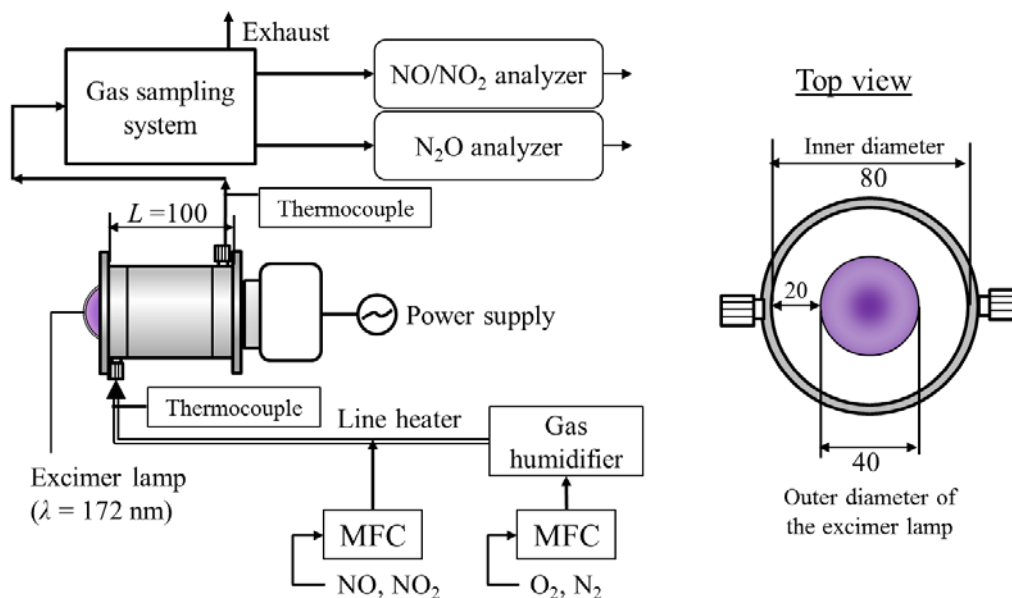 Exhaust
Gas sampling
system
NO/NO₂ analyzer
N₂O analyzer
Thermocouple
L =100
Power supply
Thermocouple
Line heater
Gas
humidifier
Excimer lamp
(λ = 172 nm)
MFC
MFC
NO, NO₂
O₂, N₂
Top view
Inner diameter
80
20
40
Outer diameter of
the excimer lamp